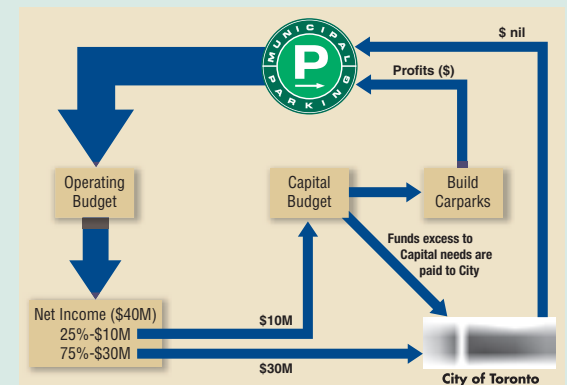 MUNICIPAL
P
PARKING
$ nil
Profits ($)
Operating
Budget
Capital
Budget
Build
Carparks
Funds excess to
Capital needs are
paid to City
Net Income ($40M)
25%-$10M
75%-$30M
$10M
$30M
City of Toronto